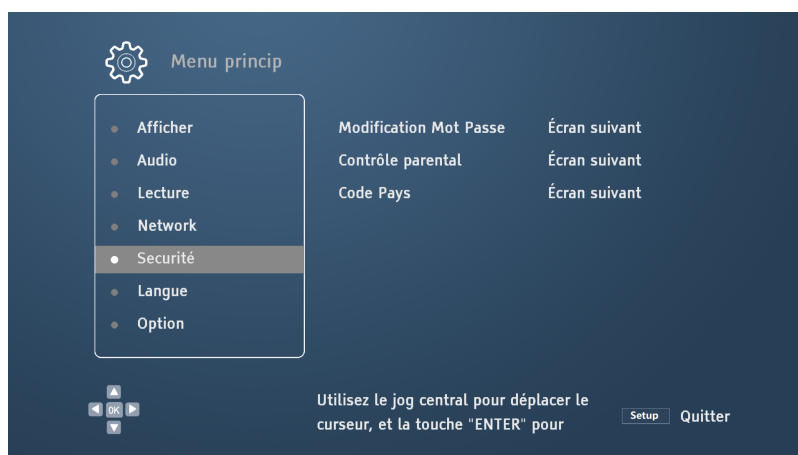 Menu princip
Afficher
Audio
Lecture
Network
Securité
Langue
Option
Modification Mot Passe Écran suivant
Contrôle parental Écran suivant
Code Pays Écran suivant
OK
Utilisez le jog central pour déplacer le
curseur, et la touche "ENTER" pour
Setup Quitter